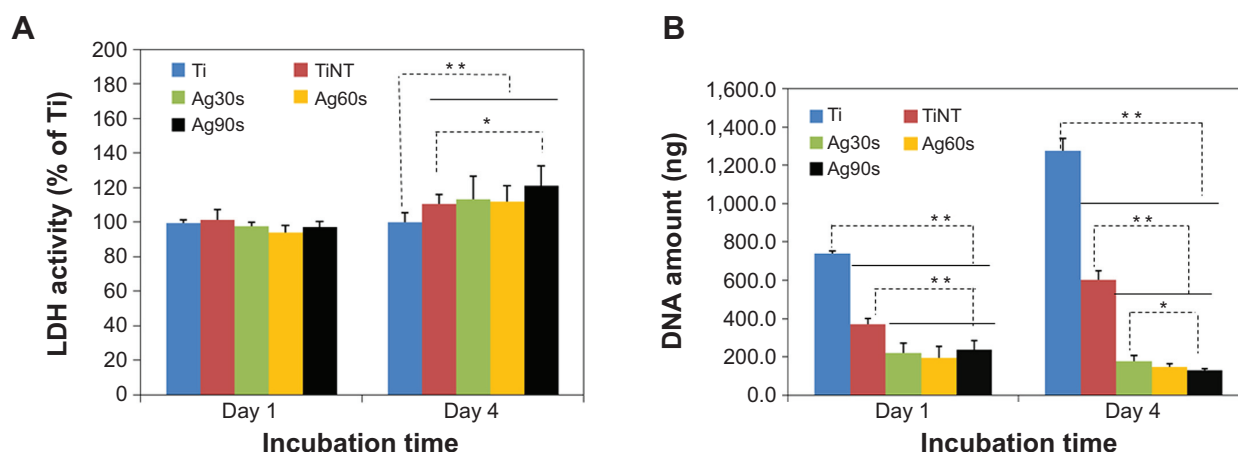 A
LDH activity (% of Ti)
200
180
160
140
120
100
80
60
40
20
0
Ti
TiNT
Ag30s
Ag60s
Ag90s
**
*
Day 1
Day 4
Incubation time
B
DNA amount (ng)
1,600.0
1,400.0
1,200.0
1,000.0
800.0
600.0
400.0
200.0
0.0
Ti
TiNT
Ag30s
Ag60s
Ag90s
**
**
**
**
*
Day 1
Day 4
Incubation time